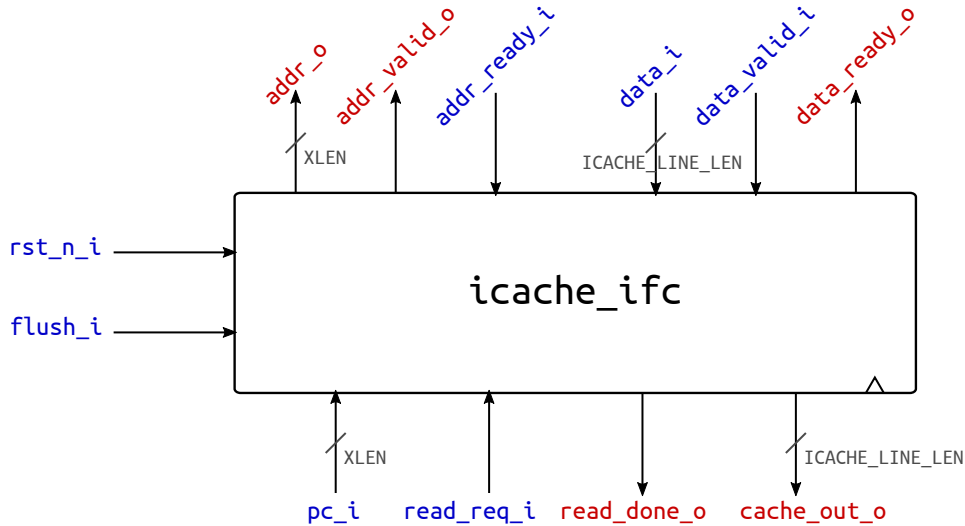 addr_o
addr_valid_o
addr_ready_i
data_i
data_valid_i
data_ready_o
XLEN
ICACHE_LINE_LEN
rst_n_i
icache_ifc
flush_i
XLEN
ICACHE_LINE_LEN
pc_i
read_req_i
read_done_o
cache_out_o